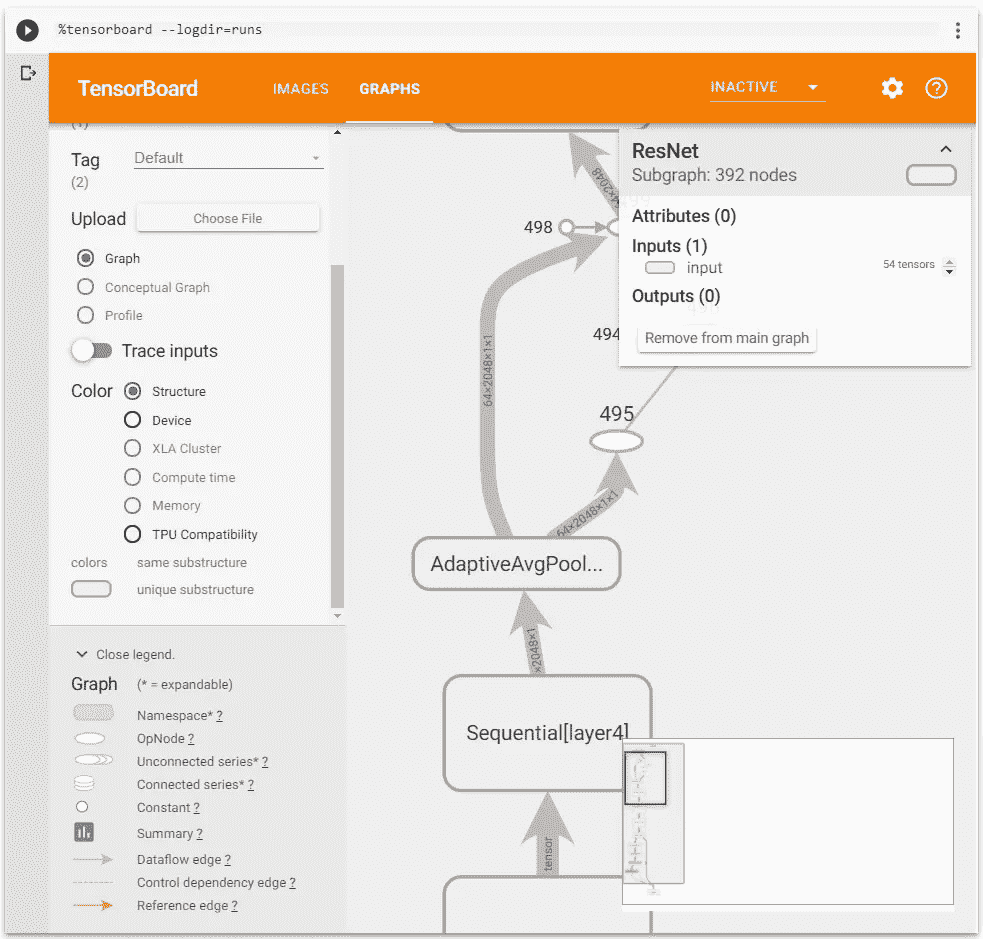 %tensorboard --logdir=runs
TensorBoard
IMAGES
GRAPHS
INACTIVE
Tag
Default
(2)
Upload
Choose File
Graph
Conceptual Graph
Profile
Trace inputs
Color
Structure
Device
XLA Cluster
Compute time
Memory
TPU Compatibility
colors
same substructure
unique substructure
Close legend.
Graph
(* = expandable)
Namespace* ?
OpNode ?
Unconnected series* ?
Connected series* ?
Constant ?
Summary ?
Dataflow edge ?
Control dependency edge ?
Reference edge ?
498
64×2048×1×1
494
495
64×2048×1×1
AdaptiveAvgPool...
×2048×1
Sequential[layer4]
tensor
ResNet
Subgraph: 392 nodes
Attributes (0)
Inputs (1)
input
54 tensors
Outputs (0)
Remove from main graph